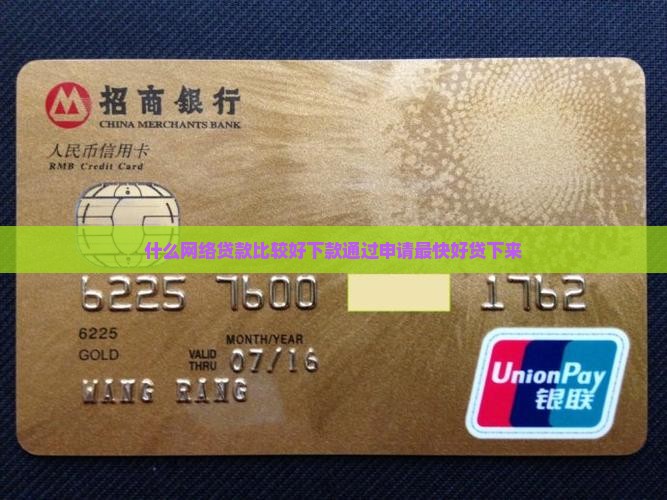 招商银行
CHINA MERCHANTS BANK
人民币信用卡
RMB Credit Card
什么网络贷款比较好下款通过申请最快好贷下来
6225 7600 1762
6225
MONTH/YEAR
GOLD VALID THRU 07/16
WANG RANG
UnionPay
银联